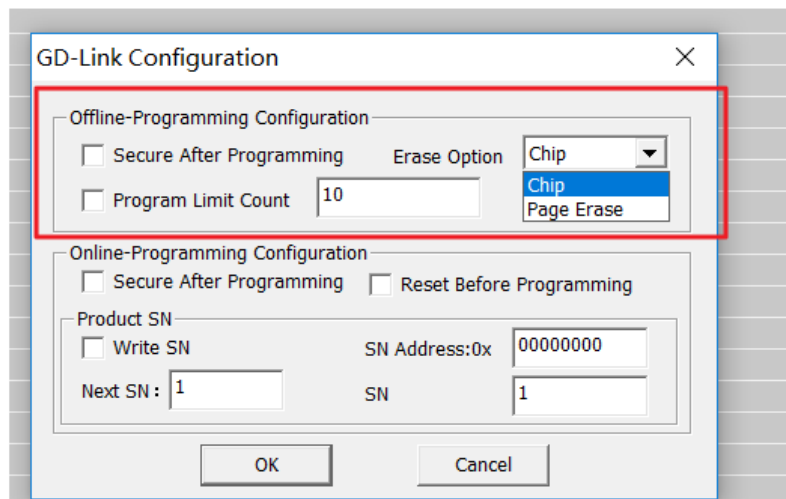 GD-Link Configuration
Offline-Programming Configuration
Secure After Programming Erase Option Chip
Chip
Program Limit Count 10
Page Erase
Online-Programming Configuration
Secure After Programming Reset Before Programming
Product SN
Write SN SN Address:0x 00000000
Next SN: 1 SN 1
OK Cancel